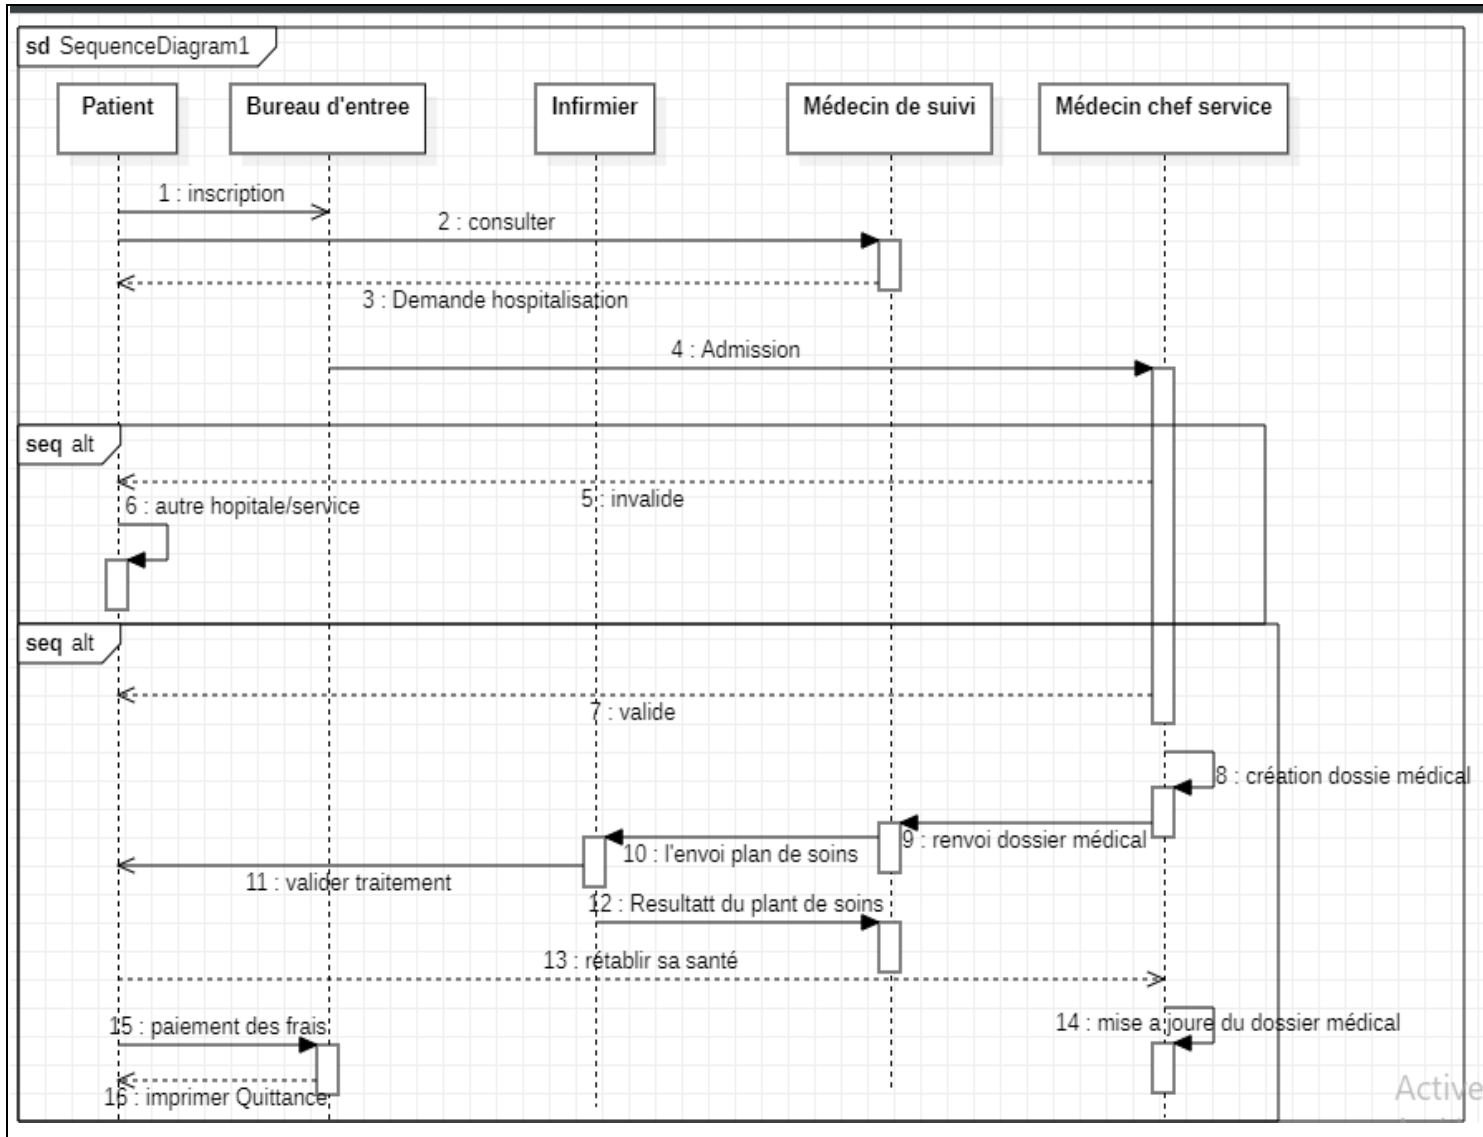 sd SequenceDiagram1
Patient
Bureau d'entree
Infirmier
Médecin de suivi
Médecin chef service
1 : inscription
2 : consulter
3 : Demande hospitalisation
4 : Admission
seq alt
5 : invalide
6 : autre hopitale/service
seq alt
7 : valide
8 : création dossie médical
9 : renvoi dossier médical
10 : l'envoi plan de soins
11 : valider traitement
12 : Resultatt du plant de soins
13 : rétablir sa santé
14 : mise a joure du dossier médical
15 : paiement des frais
16 : imprimer Quittance
Active